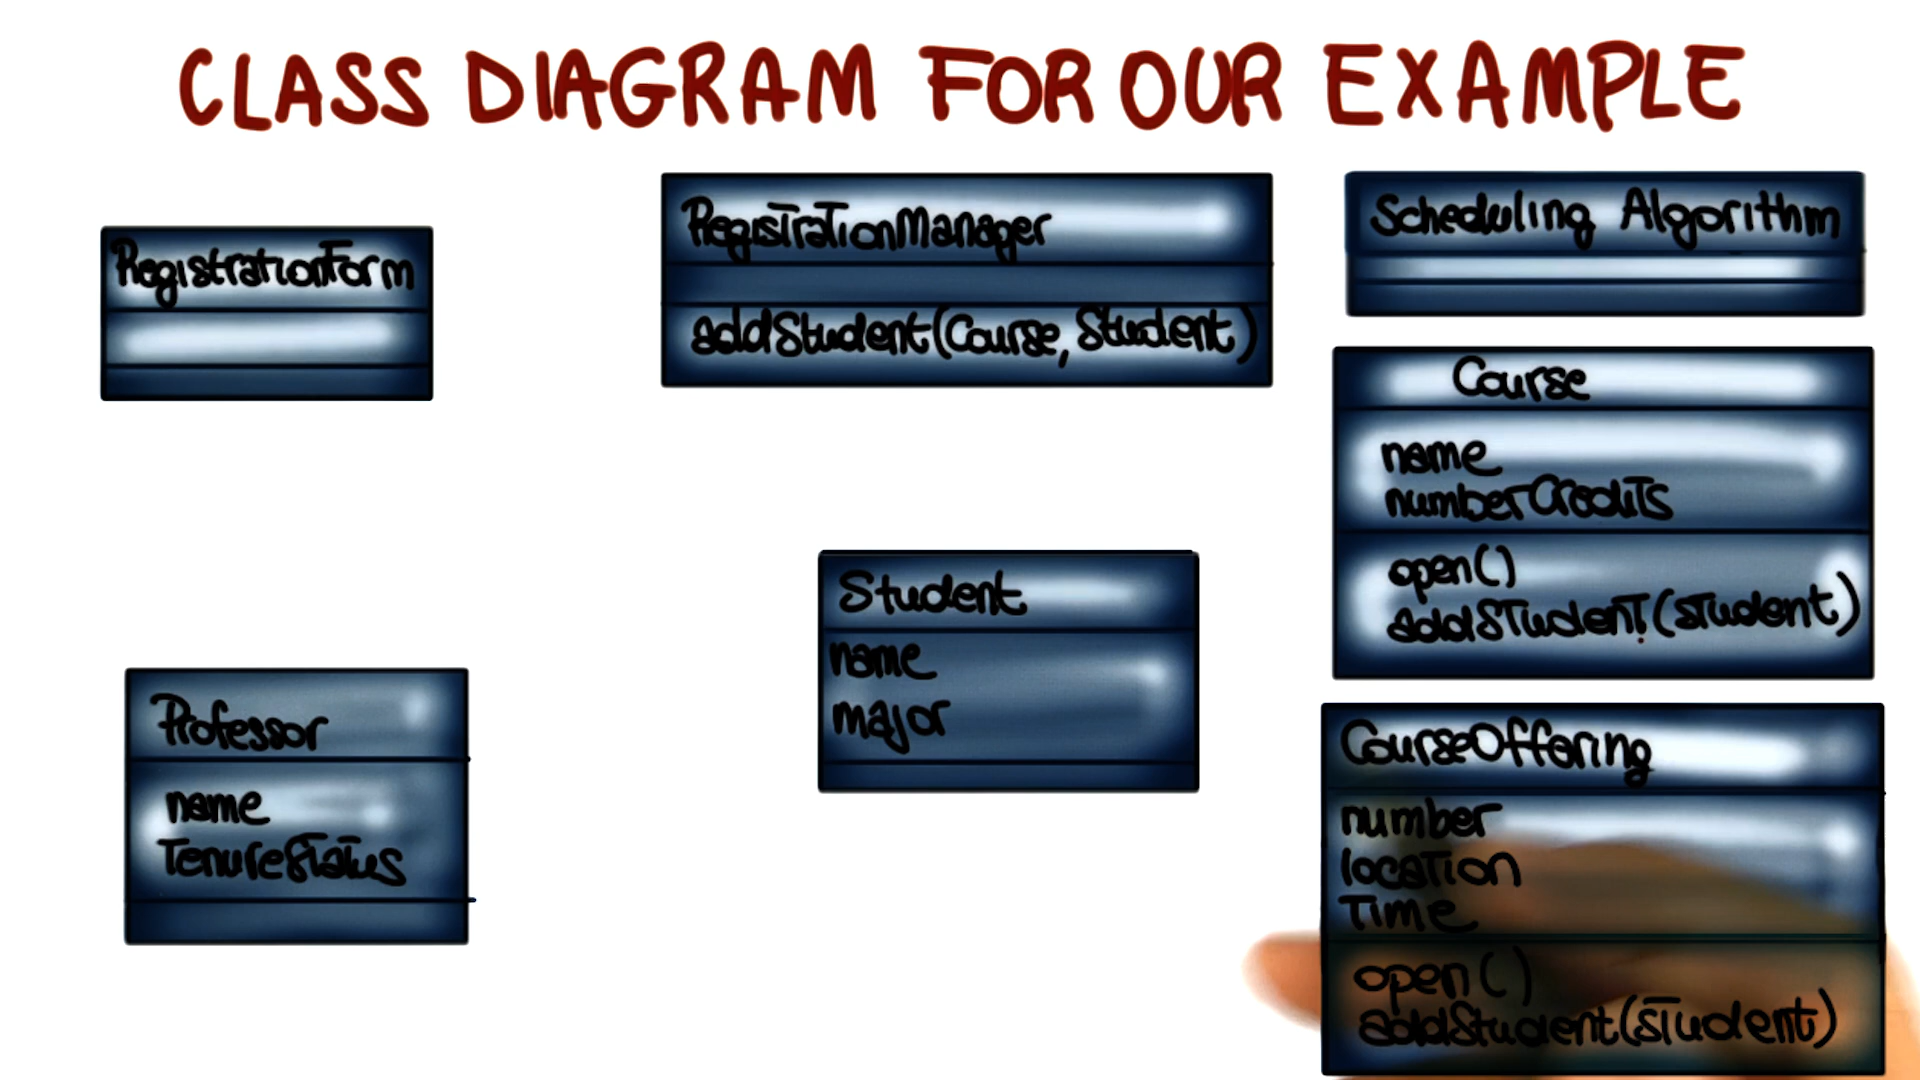 CLASS DIAGRAM FOR OUR EXAMPLE
RegistrationForm
RegistrationManager
addStudent(Course, Student)
Scheduling Algorithm
Course
name
numberCredits
open()
addStudent(student)
Student
name
major
Professor
name
TenureStatus
CourseOffering
number
location
Time
open()
addStudent(student)